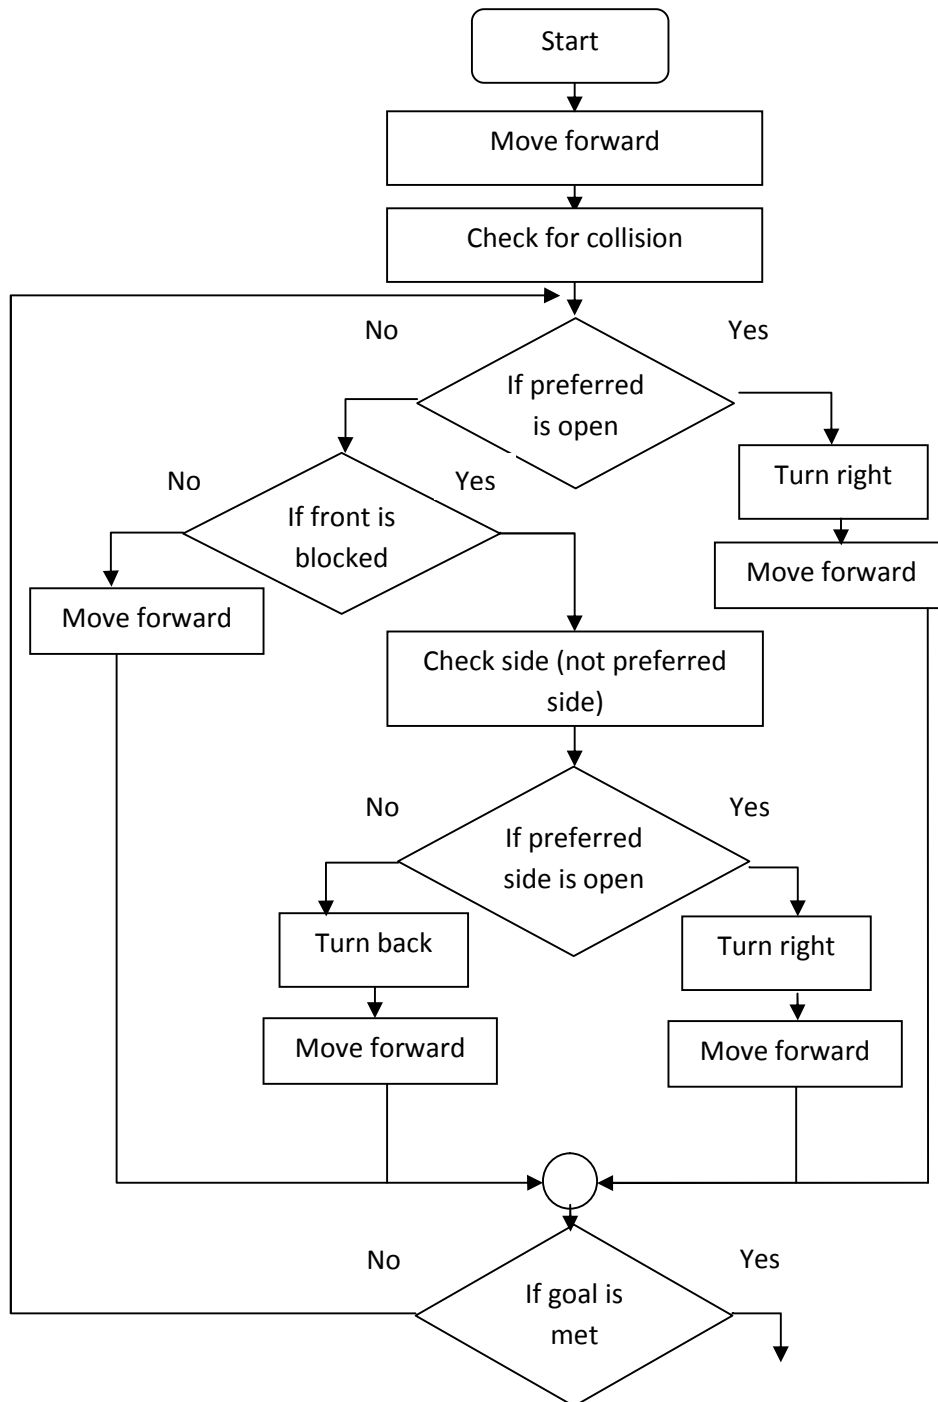 Start
Move forward
Check for collision
No
Yes
If preferred
is open
Turn right
Move forward
No
Yes
If front is
blocked
Move forward
Check side (not preferred
side)
No
Yes
If preferred
side is open
Turn back
Turn right
Move forward
Move forward
No
Yes
If goal is
met